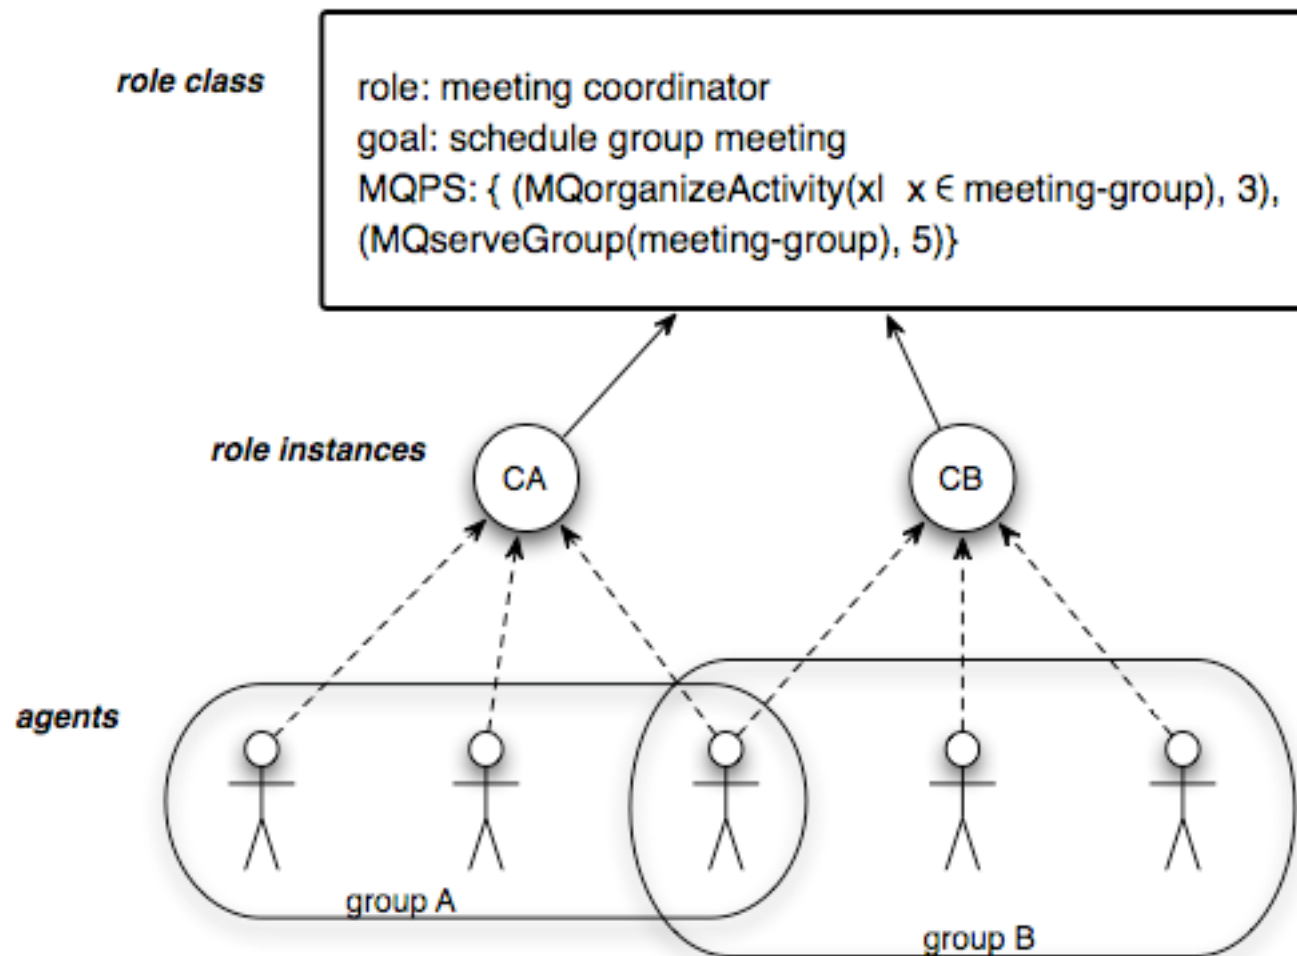 role class
role: meeting coordinator
goal: schedule group meeting
MQPS: { (MQorganizeActivity(x| x ∈ meeting-group), 3),
(MQserveGroup(meeting-group), 5)}
role instances
CA
CB
agents
group A
group B